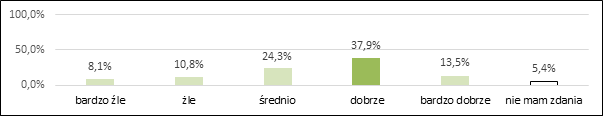 100,0%
50,0%
0,0%
8,1%
10,8%
24,3%
37,9%
13,5%
5,4%
bardzo źle
źle
średnio
dobrze
bardzo dobrze
nie mam zdania